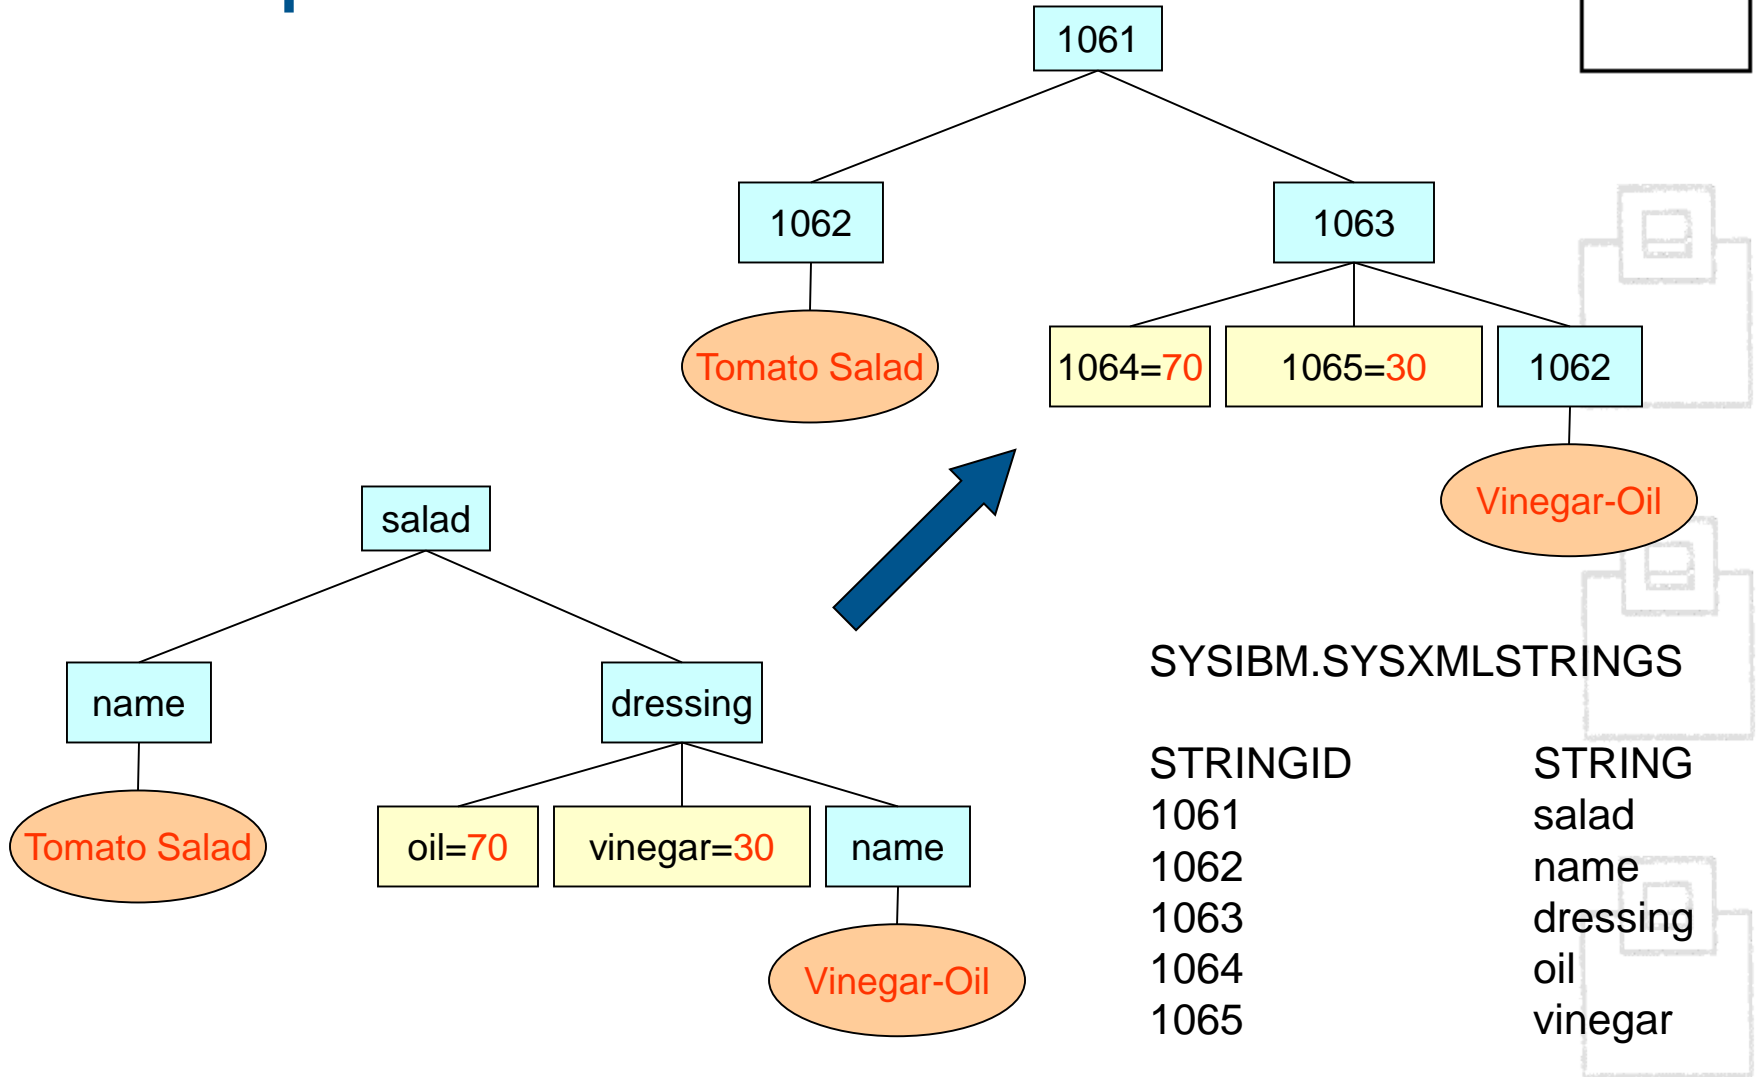 1061
1062
1063
Tomato Salad
1064=70
1065=30
1062
Vinegar-Oil
salad
name
dressing
Tomato Salad
oil=70
vinegar=30
name
Vinegar-Oil
SYSIBM.SYSXMLSTRINGS
STRINGID STRING
1061 salad
1062 name
1063 dressing
1064 oil
1065 vinegar